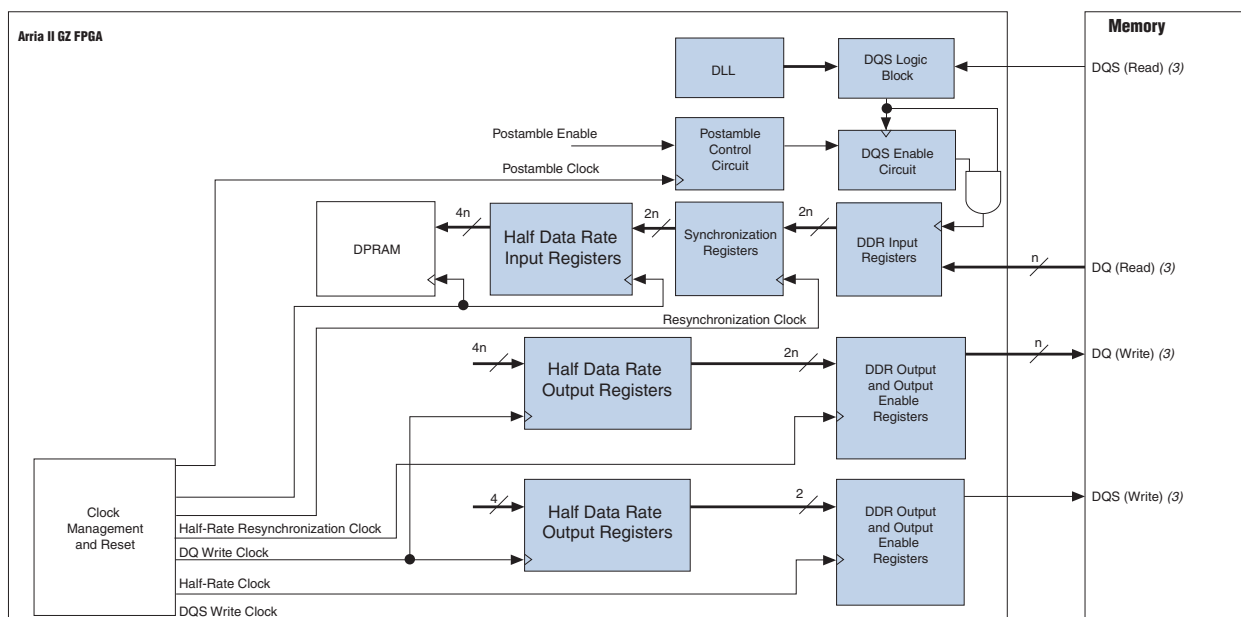 Arria II GZ FPGA
Memory
DLL
DQS Logic
Block
DQS (Read) (3)
Postamble Enable
Postamble
Control
Circuit
DQS Enable
Circuit
Postamble Clock
DPRAM
4n
Half Data Rate
Input Registers
2n
Synchronization
Registers
2n
DDR Input
Registers
n
DQ (Read) (3)
Resynchronization Clock
4n
Half Data Rate
Output Registers
2n
DDR Output
and Output
Enable
Registers
n
DQ (Write) (3)
Clock
Management
and Reset
Half-Rate Resynchronization Clock
DQ Write Clock
Half-Rate Clock
DQS Write Clock
4
Half Data Rate
Output Registers
2
DDR Output
and Output
Enable
Registers
DQS (Write) (3)